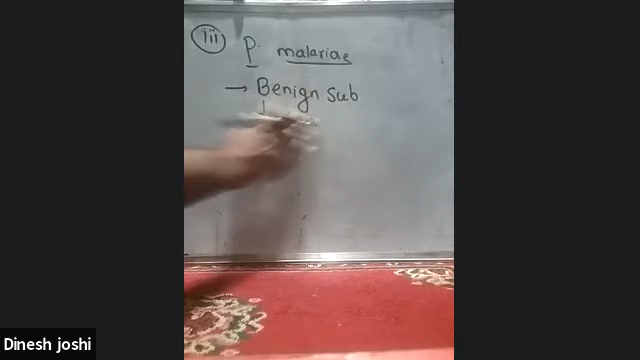 (iii) P. malariae
→ Benign Sub
Dinesh joshi